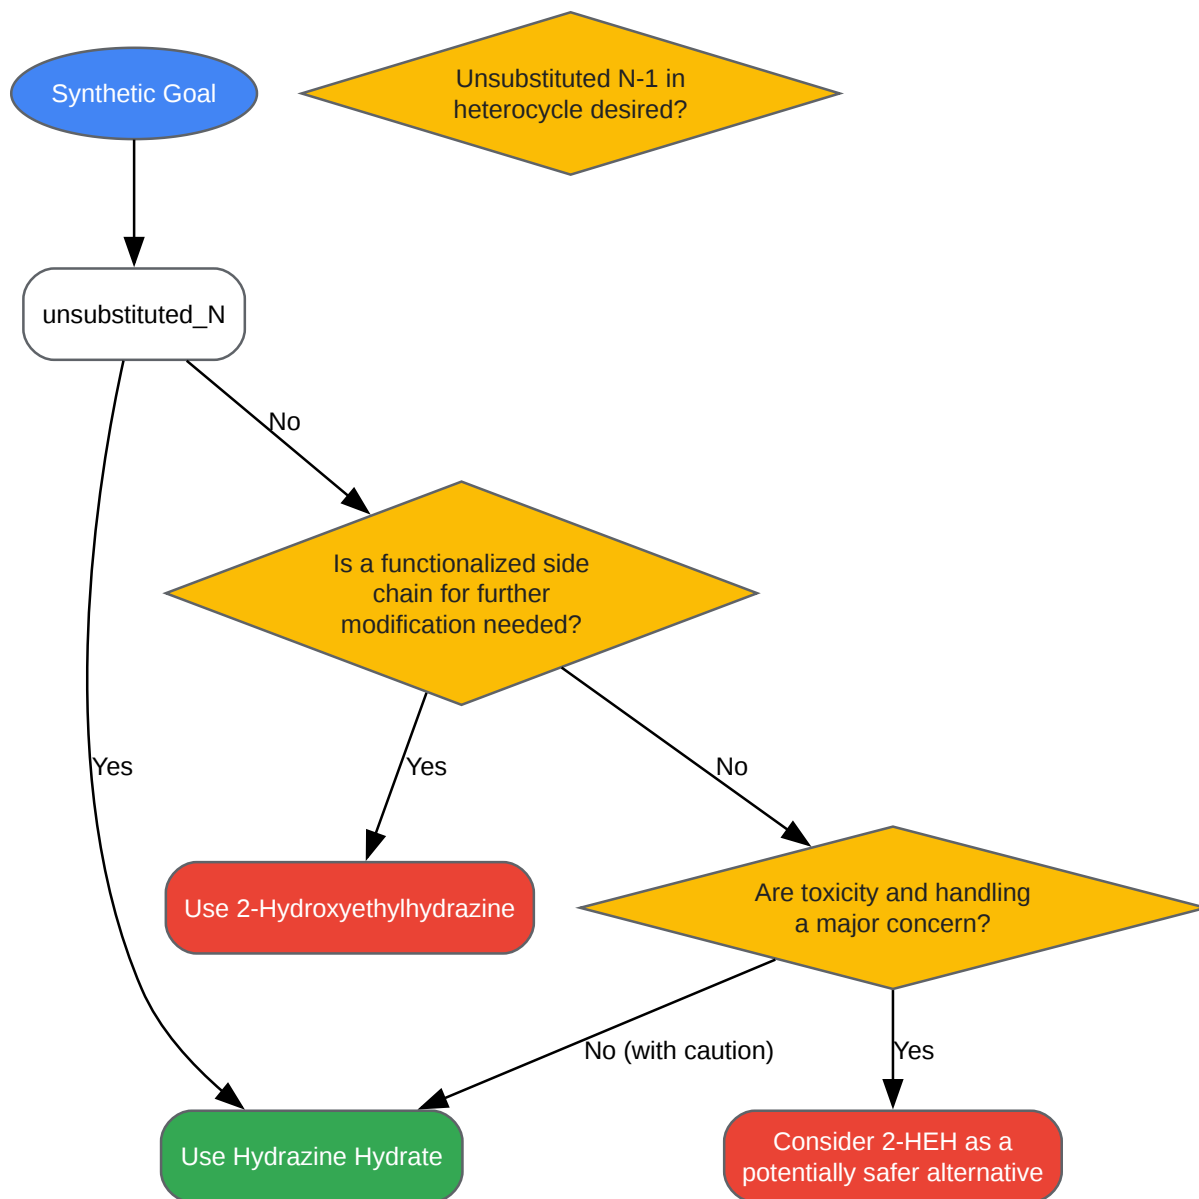 Synthetic Goal
Unsubstituted N-1 in
heterocycle desired?
unsubstituted_N
No
Is a functionalized side
chain for further
modification needed?
Yes
Yes
No
Use 2-Hydroxyethylhydrazine
Are toxicity and handling
a major concern?
No (with caution)
Yes
Use Hydrazine Hydrate
Consider 2-HEH as a
potentially safer alternative